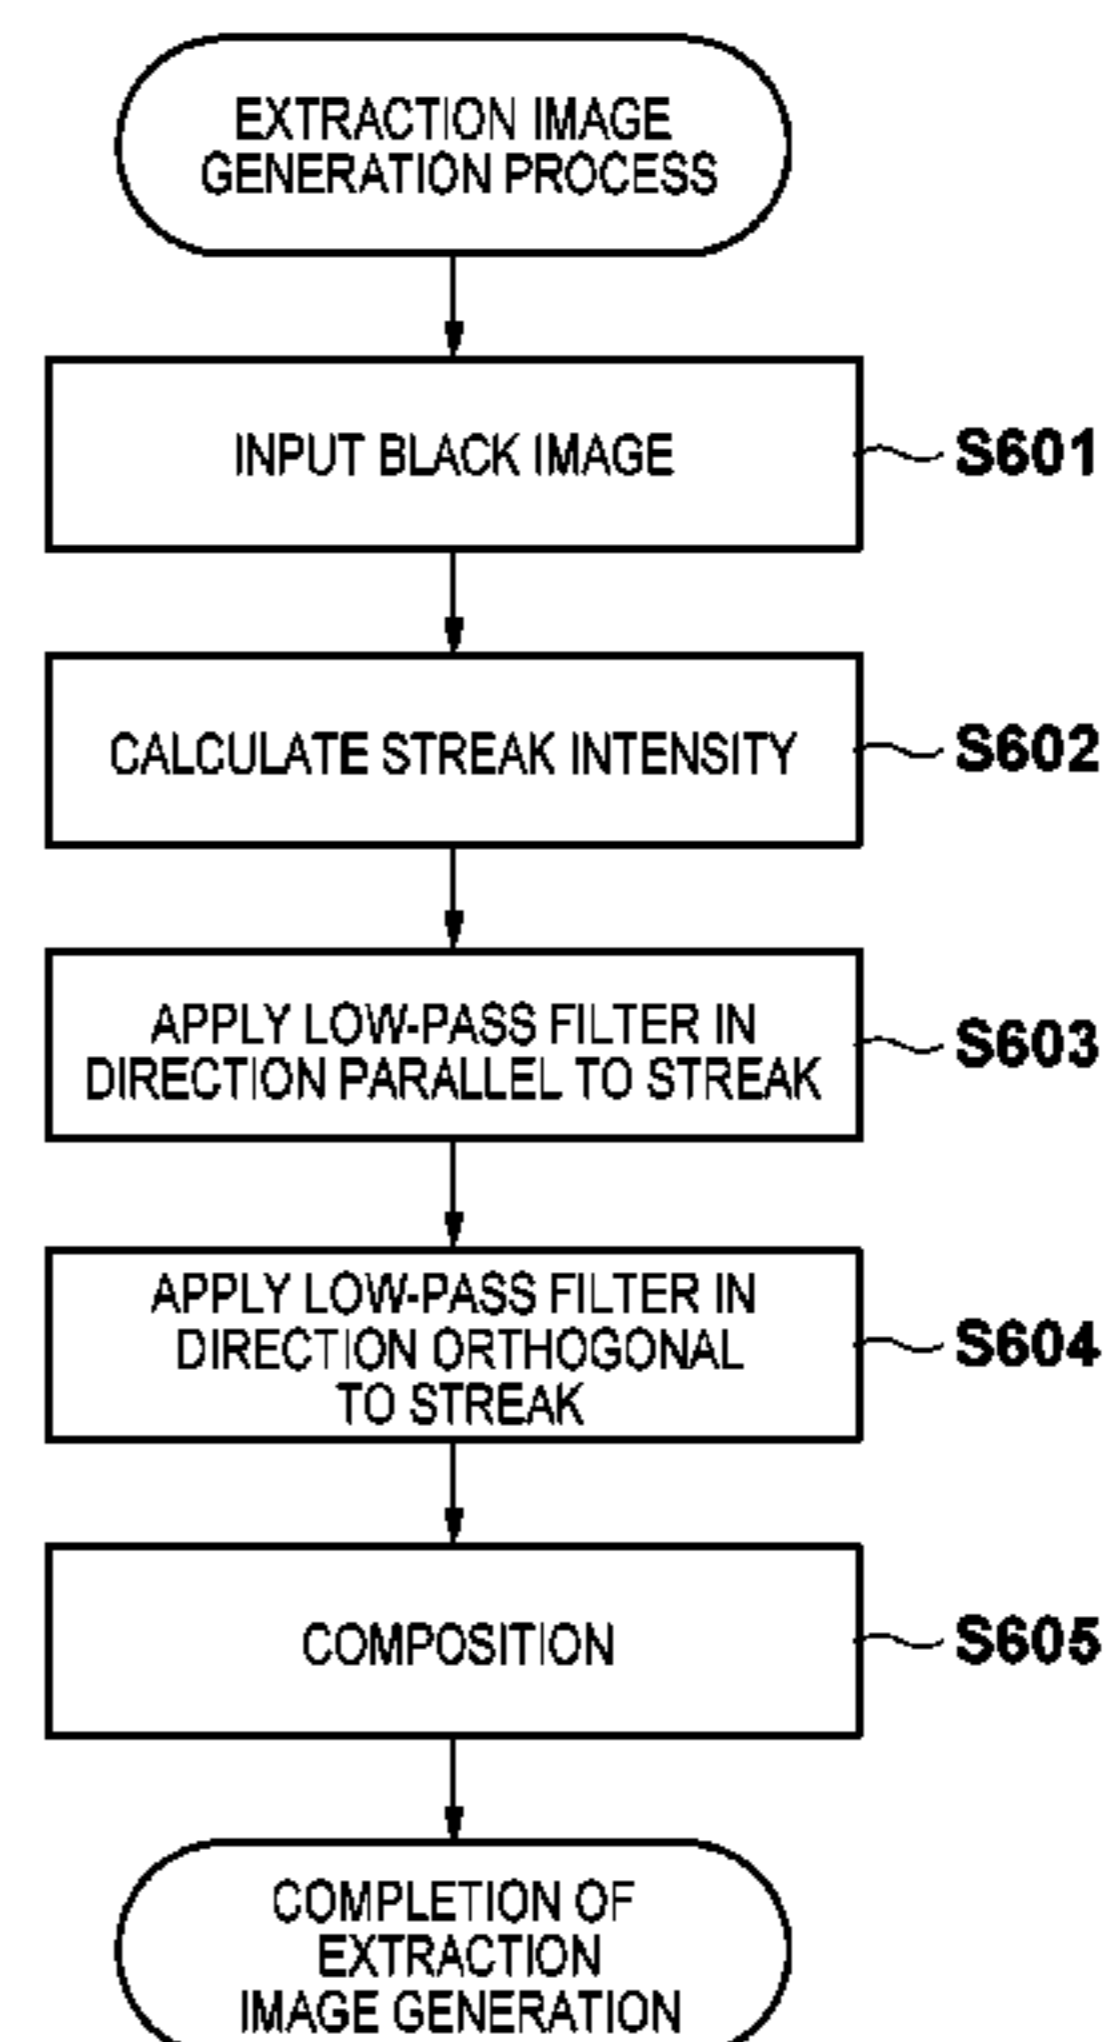 EXTRACTION IMAGE
GENERATION PROCESS
INPUT BLACK IMAGE
S601
CALCULATE STREAK INTENSITY
S602
APPLY LOW-PASS FILTER IN
DIRECTION PARALLEL TO STREAK
S603
APPLY LOW-PASS FILTER IN
DIRECTION ORTHOGONAL
TO STREAK
S604
COMPOSITION
S605
COMPLETION OF
EXTRACTION
IMAGE GENERATION